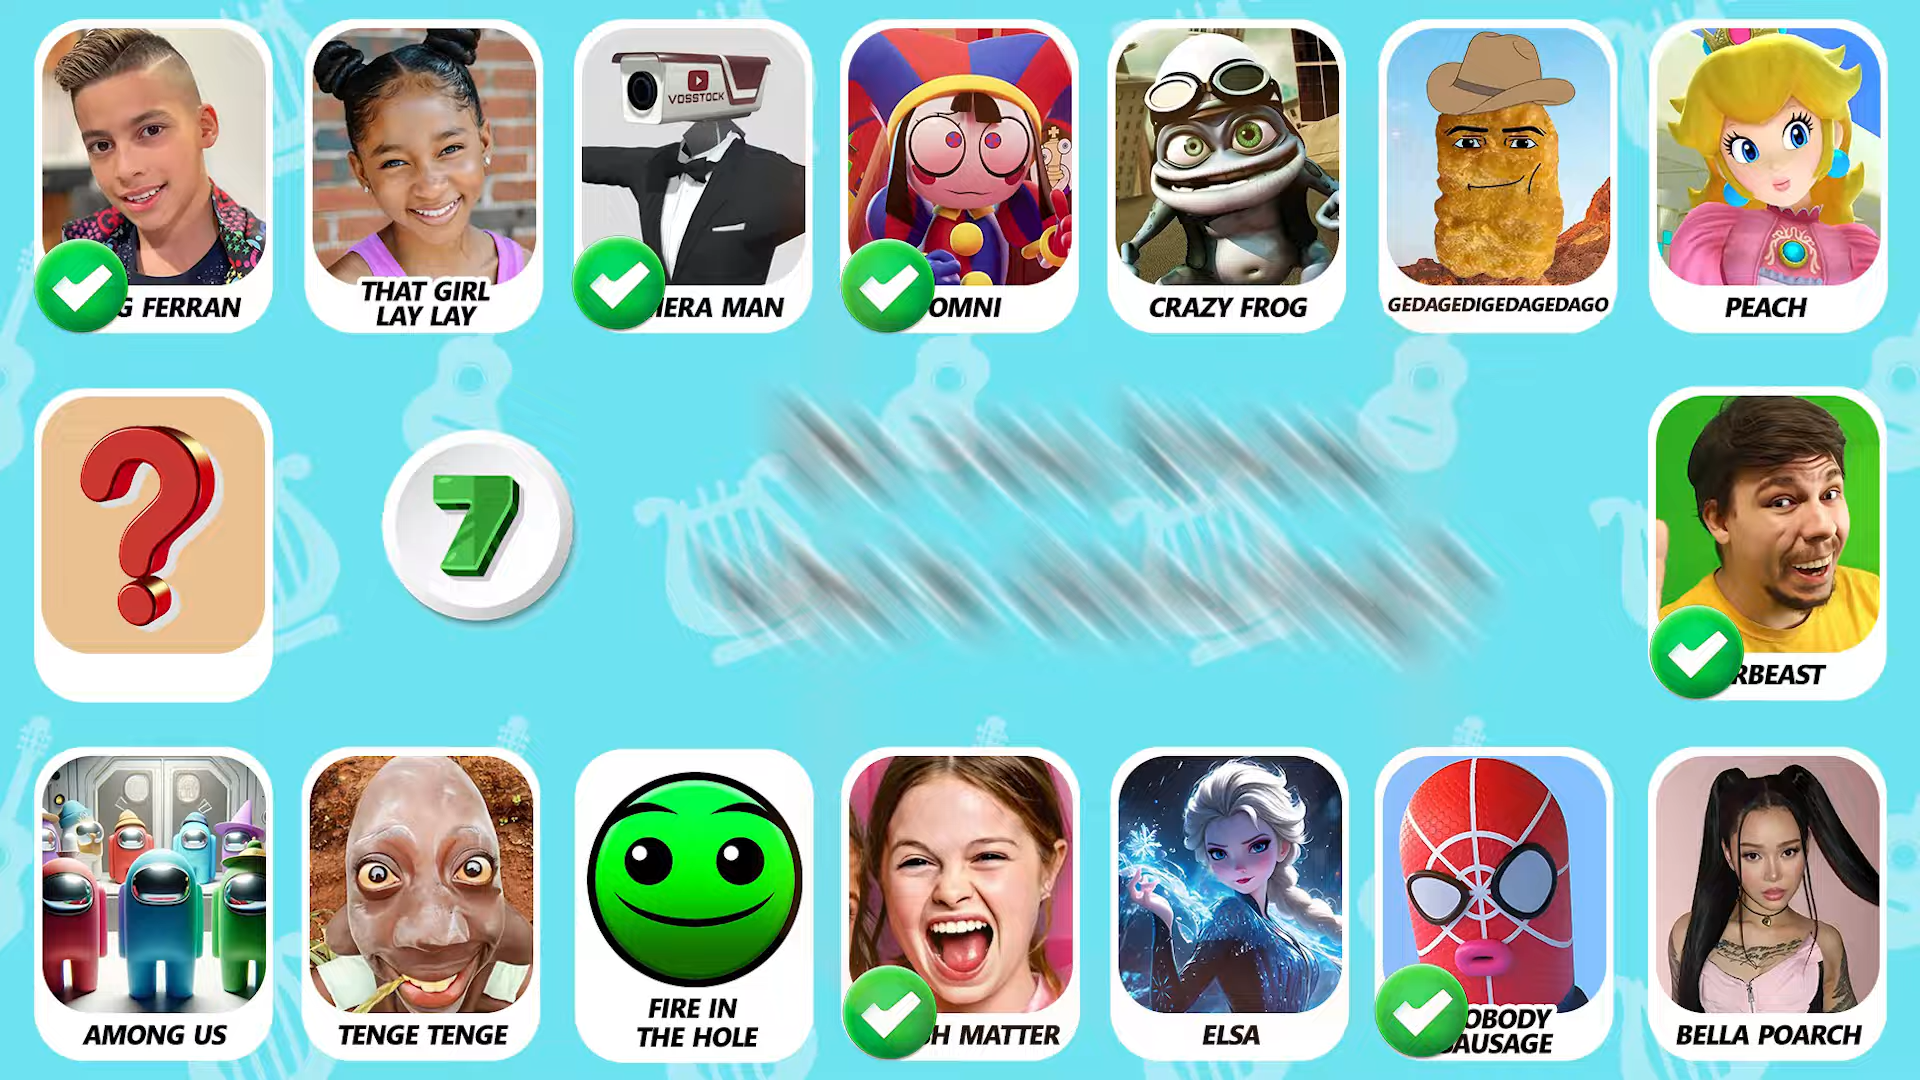 VOSSTOCK
G FERRAN
THAT GIRL
LAY LAY
ERA MAN
OMNI
CRAZY FROG
GEDAGEDIGEDAGEDAGO
PEACH
7
RBEAST
AMONG US
TENGE TENGE
FIRE IN
THE HOLE
H MATTER
ELSA
OBODY
AUSAGE
BELLA POARCH